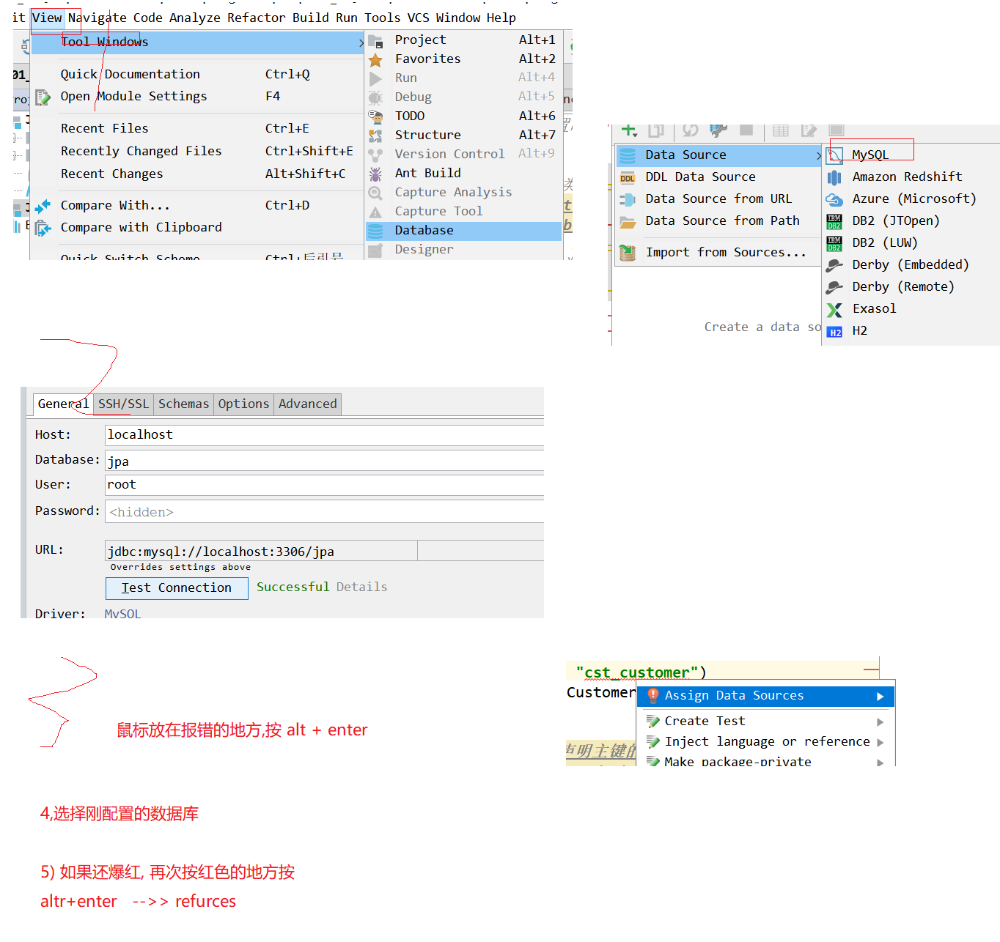 it View Navigate Code Analyze Refactor Build Run Tools VCS Window Help
Tool Windows
Quick Documentation Ctrl+Q
Open Module Settings F4
Recent Files Ctrl+E
Recently Changed Files Ctrl+Shift+E
Recent Changes Alt+Shift+C
Compare With... Ctrl+D
Compare with Clipboard
Quick Switch Scheme Ctrl+后引号
Project Alt+1
Favorites Alt+2
Run Alt+4
Debug Alt+5
TODO Alt+6
Structure Alt+7
Version Control Alt+9
Ant Build
Capture Analysis
Capture Tool
Database
Designer
01_
Data Source
DDL Data Source
Data Source from URL
Data Source from Path
Import from Sources...
Create a data so
MySQL
Amazon Redshift
Azure (Microsoft)
DB2 (JTOpen)
DB2 (LUW)
Derby (Embedded)
Derby (Remote)
Exasol
H2
General SSH/SSL Schemas Options Advanced
Host: localhost
Database: jpa
User: root
Password: <hidden>
URL: jdbc:mysql://localhost:3306/jpa
Overrides settings above
Test Connection Successful Details
Driver: MySQL
"cst_customer")
Customer
Assign Data Sources
Create Test
Inject language or reference
Make package-private
声明主键的
鼠标放在报错的地方,按 alt + enter
4,选择刚配置的数据库
5) 如果还爆红, 再次按红色的地方按
altr+enter -->> refurces